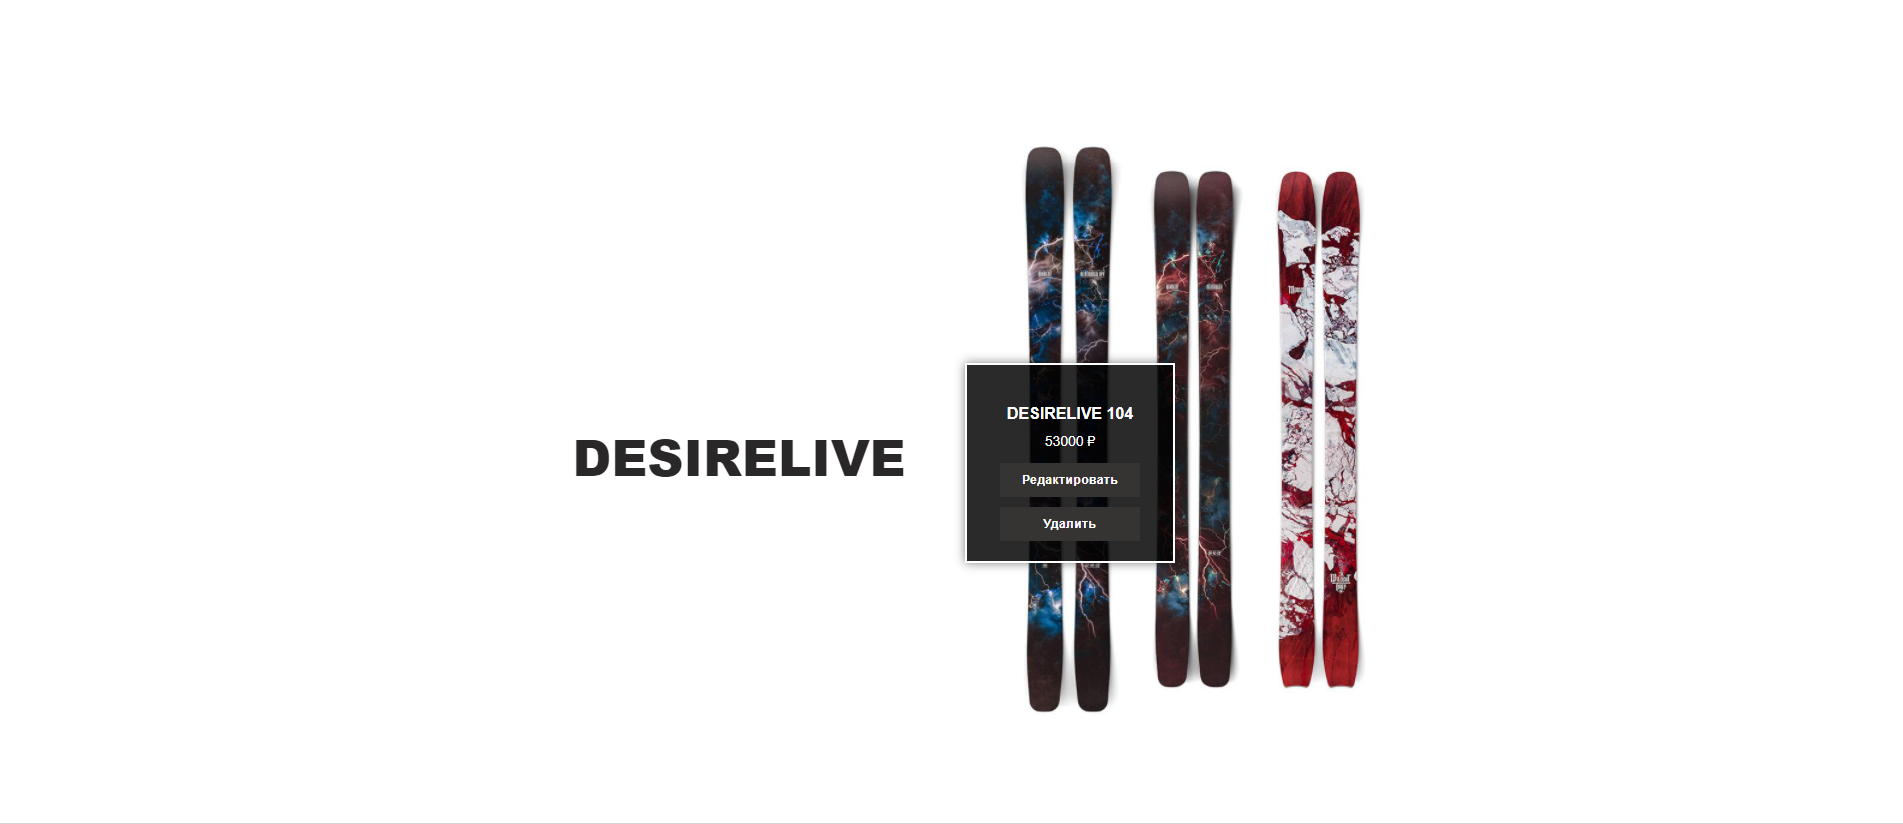 DESIRELIVE
DESIRELIVE 104
53000 ₽
Редактировать
Удалить